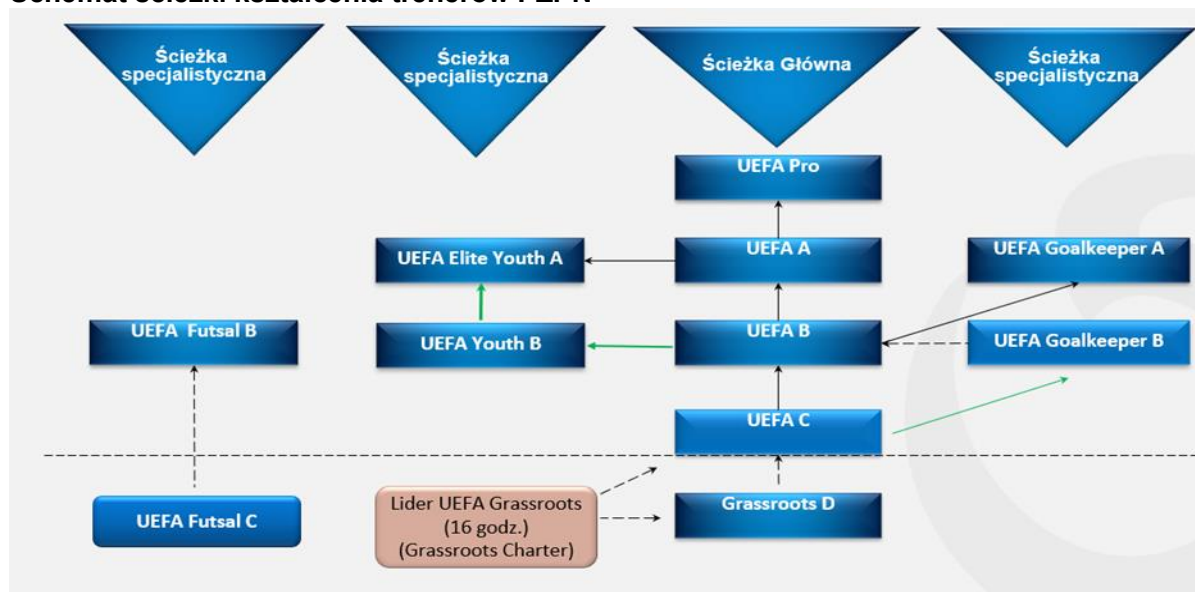 Ścieżka
specjalistyczna
Ścieżka
specjalistyczna
Ścieżka Główna
Ścieżka
specjalistyczna
UEFA Pro
UEFA Elite Youth A
UEFA A
UEFA Goalkeeper A
UEFA Futsal B
UEFA Youth B
UEFA B
UEFA Goalkeeper B
UEFA C
UEFA Futsal C
Lider UEFA Grassroots
(16 godz.)
(Grassroots Charter)
Grassroots D